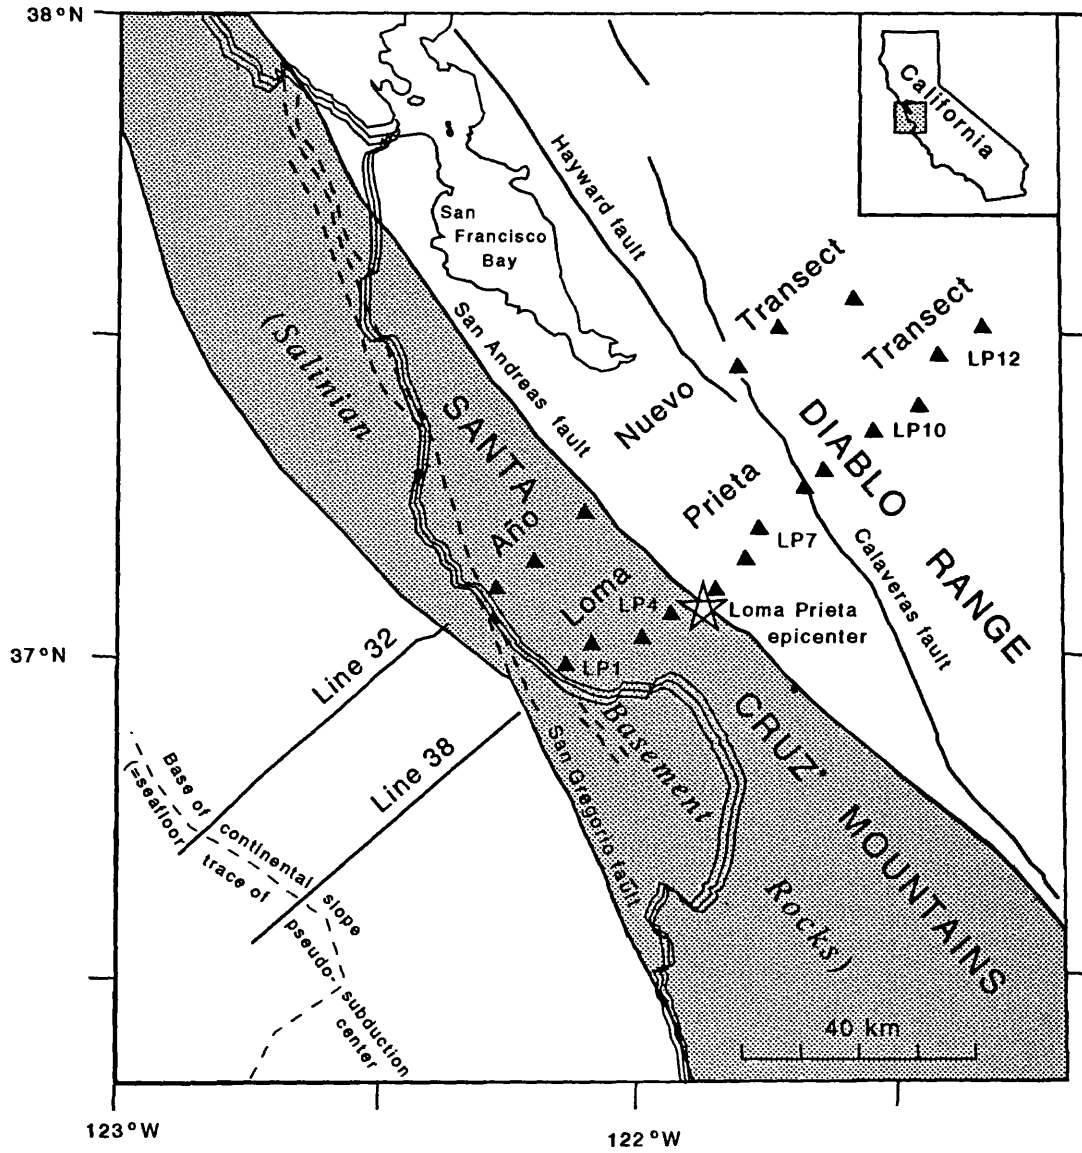 38°N
California
Hayward fault
San
Francisco
Bay
Transect
Transect
(Salinian
San Andreas fault
LP12
SANTA
Nuevo
DIABLO
LP10
Año
Prieta
LP7
RANGE
Calaveras fault
Loma
LP4
Loma Prieta
epicenter
37°N
Line 32
LP1
Basement
CRUZ
San Gregorio fault
Line 38
Base of continental slope
(=seafloor trace of pseudo-subduction
center
MOUNTAINS
Rocks)
40 km
123°W
122°W